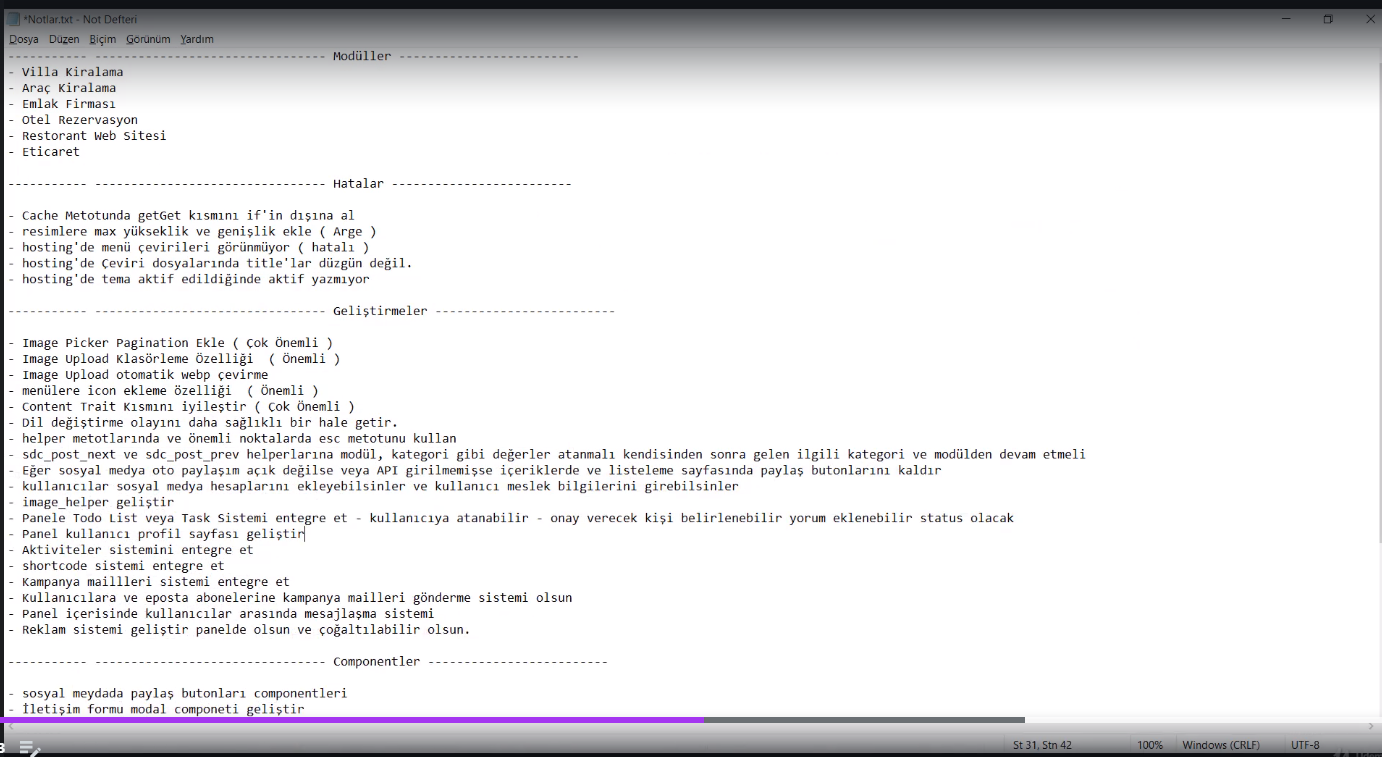 *Notlar.txt - Not Defteri
Dosya Düzen Biçim Görünüm Yardım
----------- -------------------------------- Modüller -------------------------
- Villa Kiralama
- Araç Kiralama
- Emlak Firması
- Otel Rezervasyon
- Restorant Web Sitesi
- Eticaret
----------- -------------------------------- Hatalar -------------------------
- Cache Metotunda getGet kısmını if'in dışına al
- resimlere max yükseklik ve genişlik ekle ( Arge )
- hosting'de menü çevirileri görünmüyor ( hatalı )
- hosting'de Çeviri dosyalarında title'lar düzgün değil.
- hosting'de tema aktif edildiğinde aktif yazmıyor
----------- -------------------------------- Geliştirmeler -------------------------
- Image Picker Pagination Ekle ( Çok Önemli )
- Image Upload Klasörleme Özelliği  ( Önemli )
- Image Upload otomatik webp çevirme
- menülere icon ekleme özelliği  ( Önemli )
- Content Trait Kısmını iyileştir ( Çok Önemli )
- Dil değiştirme olayını daha sağlıklı bir hale getir.
- helper metotlarında ve önemli noktalarda esc metotunu kullan
- sdc_post_next ve sdc_post_prev helperlarına modül, kategori gibi değerler atanmalı kendisinden sonra gelen ilgili kategori ve modülden devam etmeli
- Eğer sosyal medya oto paylaşım açık değilse veya API girilmemişse içeriklerde ve listeleme sayfasında paylaş butonlarını kaldır
- kullanıcılar sosyal medya hesaplarını ekleyebilsinler ve kullanıcı meslek bilgilerini girebilsinler
- image_helper geliştir
- Panele Todo List veya Task Sistemi entegre et - kullanıcıya atanabilir - onay verecek kişi belirlenebilir yorum eklenebilir status olacak
- Panel kullanıcı profil sayfası geliştir
- Aktiviteler sistemini entegre et
- shortcode sistemi entegre et
- Kampanya maillleri sistemi entegre et
- Kullanıcılara ve eposta abonelerine kampanya mailleri gönderme sistemi olsun
- Panel içerisinde kullanıcılar arasında mesajlaşma sistemi
- Reklam sistemi geliştir panelde olsun ve çoğaltılabilir olsun.
----------- -------------------------------- Componentler -------------------------
- sosyal meydada paylaş butonları componentleri
- İletişim formu modal componeti geliştir
St 31, Stn 42 100% Windows (CRLF) UTF-8